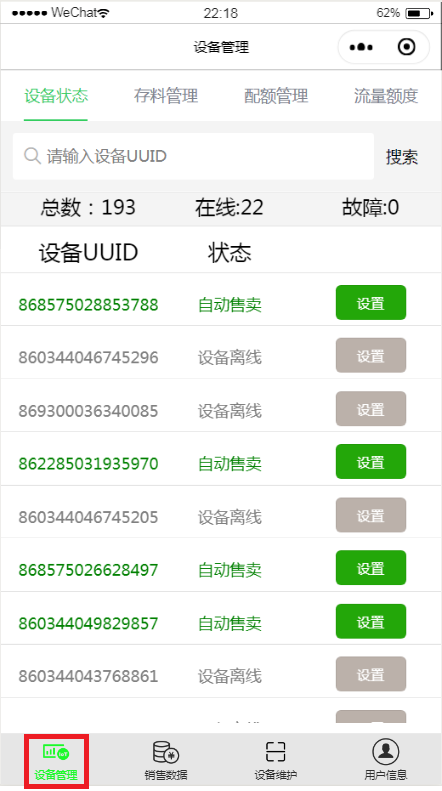 WeChat 22:18 62%
设备管理
设备状态 存料管理 配额管理 流量额度
请输入设备UUID 搜索
总数：193 在线:22 故障:0
设备UUID 状态
868575028853788 自动售卖 设置
860344046745296 设备离线 设置
869300036340085 设备离线 设置
862285031935970 自动售卖 设置
860344046745205 设备离线 设置
868575026628497 自动售卖 设置
860344049829857 自动售卖 设置
860344043768861 设备离线 设置
设备管理 销售数据 设备维护 用户信息